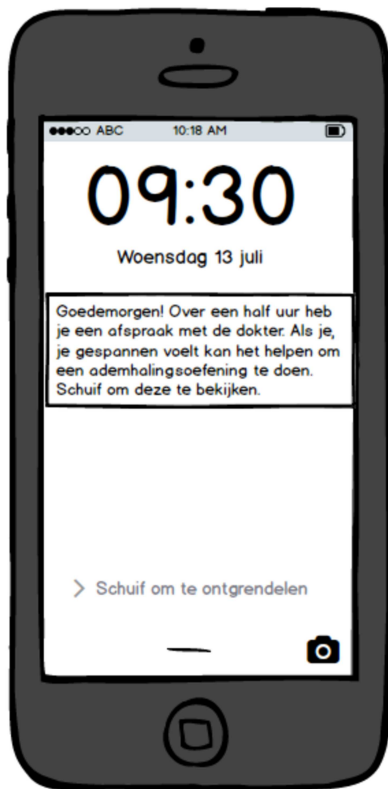 ABC 10:18 AM
09:30
Woensdag 13 juli
Goedemorgen! Over een half uur heb
je een afspraak met de dokter. Als je,
je gespannen voelt kan het helpen om
een ademhalingsoefening te doen.
Schuif om deze te bekijken.
Schuif om te ontgrendelen